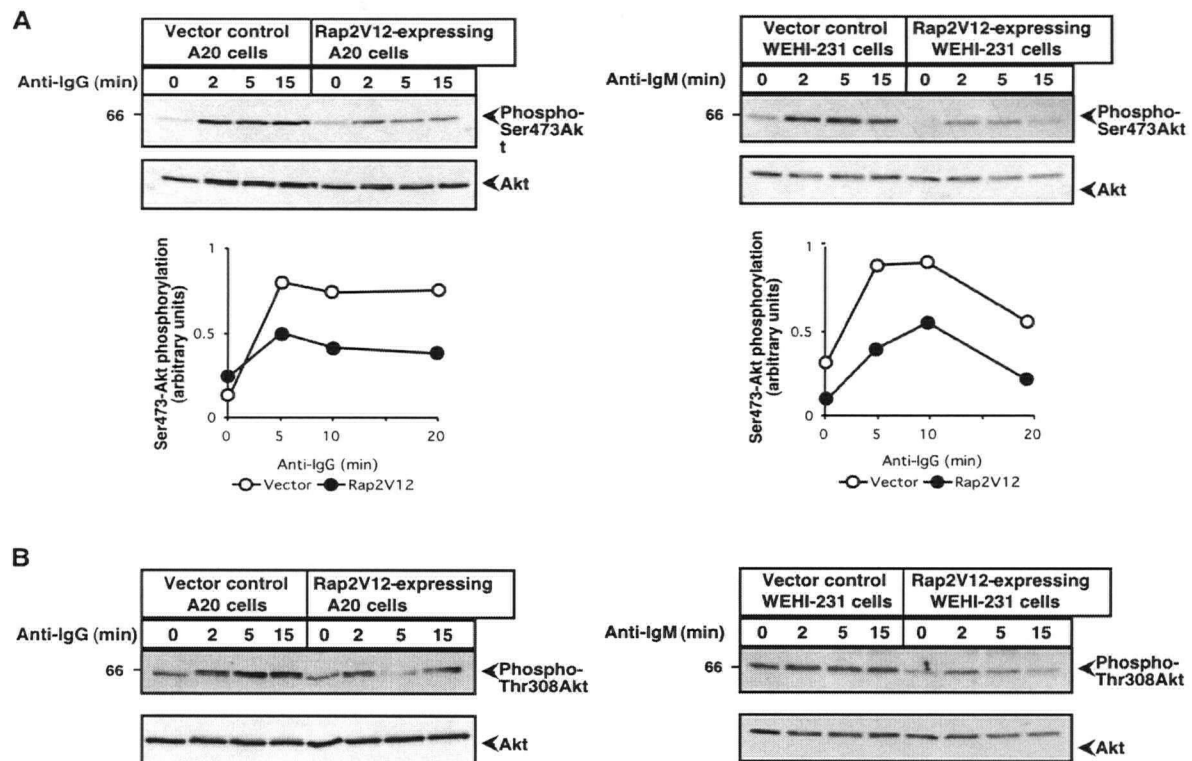 A
Vector control
A20 cells
Rap2V12-expressing
A20 cells
Anti-IgG (min)
0 2 5 15 0 2 5 15
66
Phospho-
Ser473Ak
t
Akt
Vector control
WEHI-231 cells
Rap2V12-expressing
WEHI-231 cells
Anti-IgM (min)
0 2 5 15 0 2 5 15
66
Phospho-
Ser473Akt
Akt
Ser473-Akt phosphorylation
(arbitrary units)
1
0.5
0
0 5 10 20
Anti-IgG (min)
Vector Rap2V12
Ser473-Akt phosphorylation
(arbitrary units)
1
0.5
0
0 5 10 20
Anti-IgG (min)
Vector Rap2V12
B
Vector control
A20 cells
Rap2V12-expressing
A20 cells
Anti-IgG (min)
0 2 5 15 0 2 5 15
66
Phospho-
Thr308Akt
Akt
Vector control
WEHI-231 cells
Rap2V12-expressing
WEHI-231 cells
Anti-IgM (min)
0 2 5 15 0 2 5 15
66
Phospho-
Thr308Akt
Akt